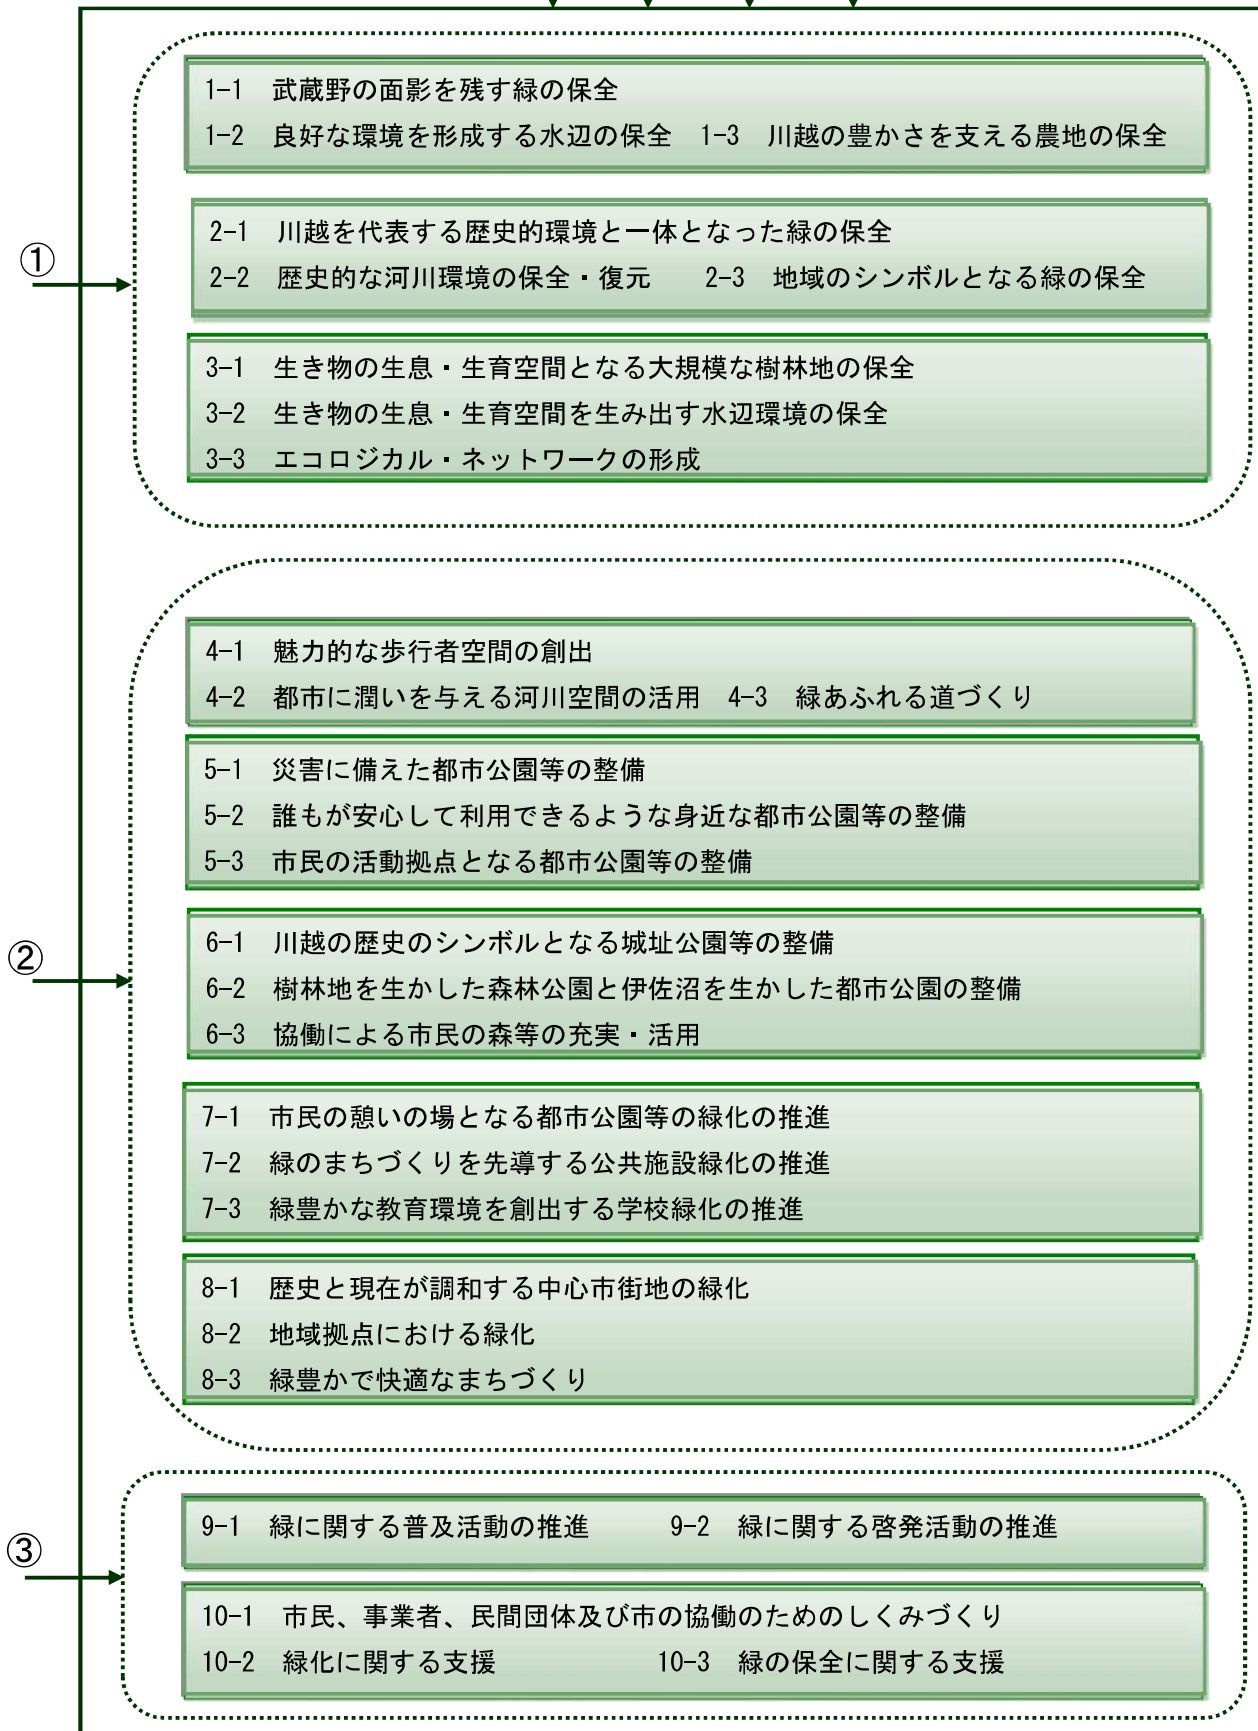 1-1 武蔵野の面影を残す緑の保全
1-2 良好な環境を形成する水辺の保全 1-3 川越の豊かさを支える農地の保全
①
2-1 川越を代表する歴史的環境と一体となった緑の保全
2-2 歴史的な河川環境の保全・復元 2-3 地域のシンボルとなる緑の保全
3-1 生き物の生息・生育空間となる大規模な樹林地の保全
3-2 生き物の生息・生育空間を生み出す水辺環境の保全
3-3 エコロジカル・ネットワークの形成
4-1 魅力的な歩行者空間の創出
4-2 都市に潤いを与える河川空間の活用 4-3 緑あふれる道づくり
5-1 災害に備えた都市公園等の整備
5-2 誰もが安心して利用できるような身近な都市公園等の整備
5-3 市民の活動拠点となる都市公園等の整備
②
6-1 川越の歴史のシンボルとなる城址公園等の整備
6-2 樹林地を生かした森林公園と伊佐沼を生かした都市公園の整備
6-3 協働による市民の森等の充実・活用
7-1 市民の憩いの場となる都市公園等の緑化の推進
7-2 緑のまちづくりを先導する公共施設緑化の推進
7-3 緑豊かな教育環境を創出する学校緑化の推進
8-1 歴史と現在が調和する中心市街地の緑化
8-2 地域拠点における緑化
8-3 緑豊かで快適なまちづくり
③
9-1 緑に関する普及活動の推進 9-2 緑に関する啓発活動の推進
10-1 市民、事業者、民間団体及び市の協働のためのしくみづくり
10-2 緑化に関する支援 10-3 緑の保全に関する支援